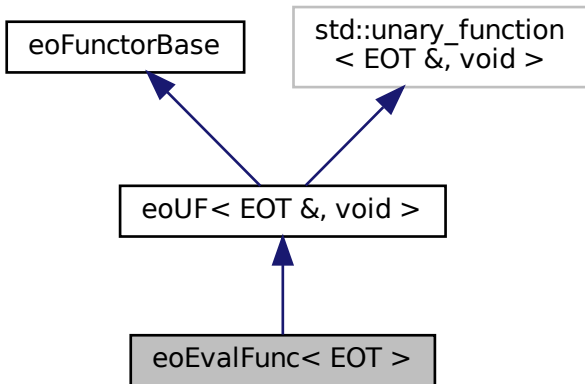 eoFunctorBase
std::unary_function
< EOT &, void >
eoUF< EOT &, void >
eoEvalFunc< EOT >